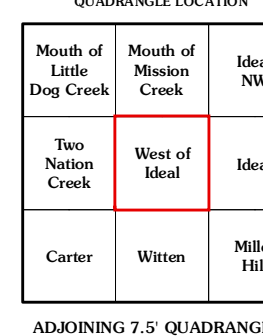 QUADRANGLE LOCATION
Mouth of
Little
Dog Creek
Mouth of
Mission
Creek
Two
Nation
Creek
West of
Ideal
Carter
Witten
ADJOINING 7.5'